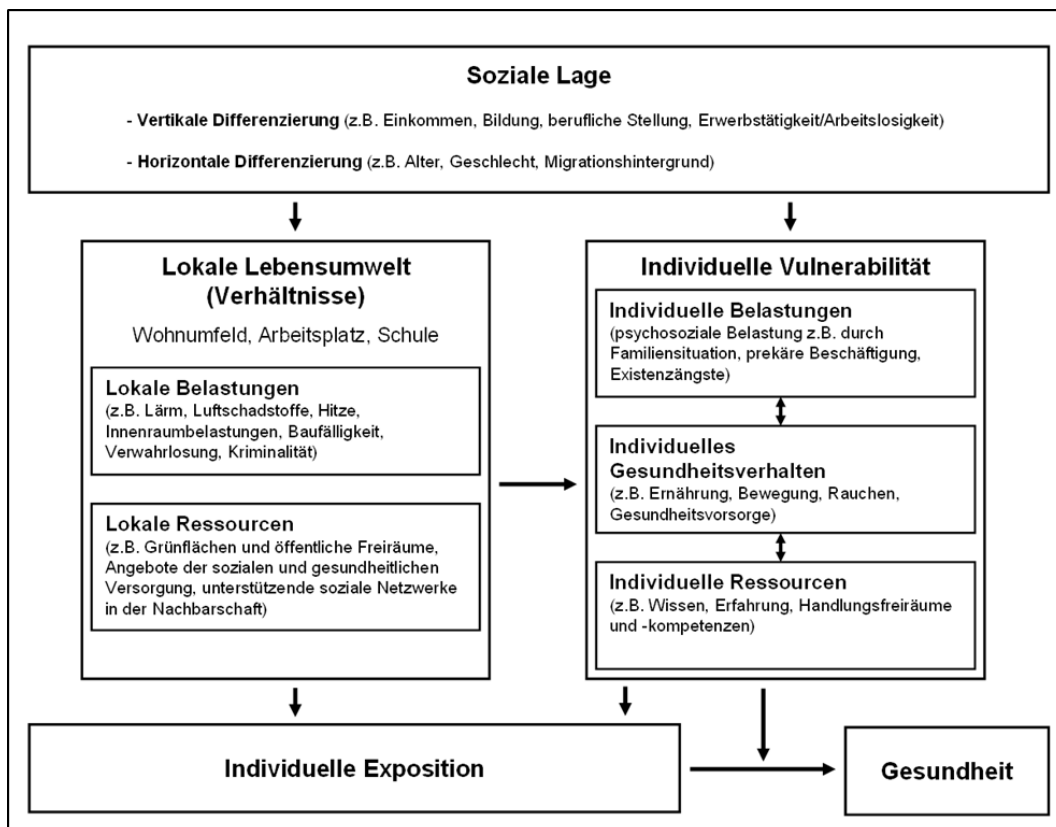 Soziale Lage
- Vertikale Differenzierung (z.B. Einkommen, Bildung, berufliche Stellung, Erwerbstätigkeit/Arbeitslosigkeit)
- Horizontale Differenzierung (z.B. Alter, Geschlecht, Migrationshintergrund)
Lokale Lebensumwelt
(Verhältnisse)
Wohnumfeld, Arbeitsplatz, Schule
Lokale Belastungen
(z.B. Lärm, Luftschadstoffe, Hitze,
Innenraumbelastungen, Baufälligkeit,
Verwahrlosung, Kriminalität)
Lokale Ressourcen
(z.B. Grünflächen und öffentliche Freiräume,
Angebote der sozialen und gesundheitlichen
Versorgung, unterstützende soziale Netzwerke
in der Nachbarschaft)
Individuelle Vulnerabilität
Individuelle Belastungen
(psychosoziale Belastung z.B. durch
Familiensituation, prekäre Beschäftigung,
Existenzängste)
Individuelles
Gesundheitsverhalten
(z.B. Ernährung, Bewegung, Rauchen,
Gesundheitsvorsorge)
Individuelle Ressourcen
(z.B. Wissen, Erfahrung, Handlungsfreiräume
und -kompetenzen)
Individuelle Exposition
Gesundheit